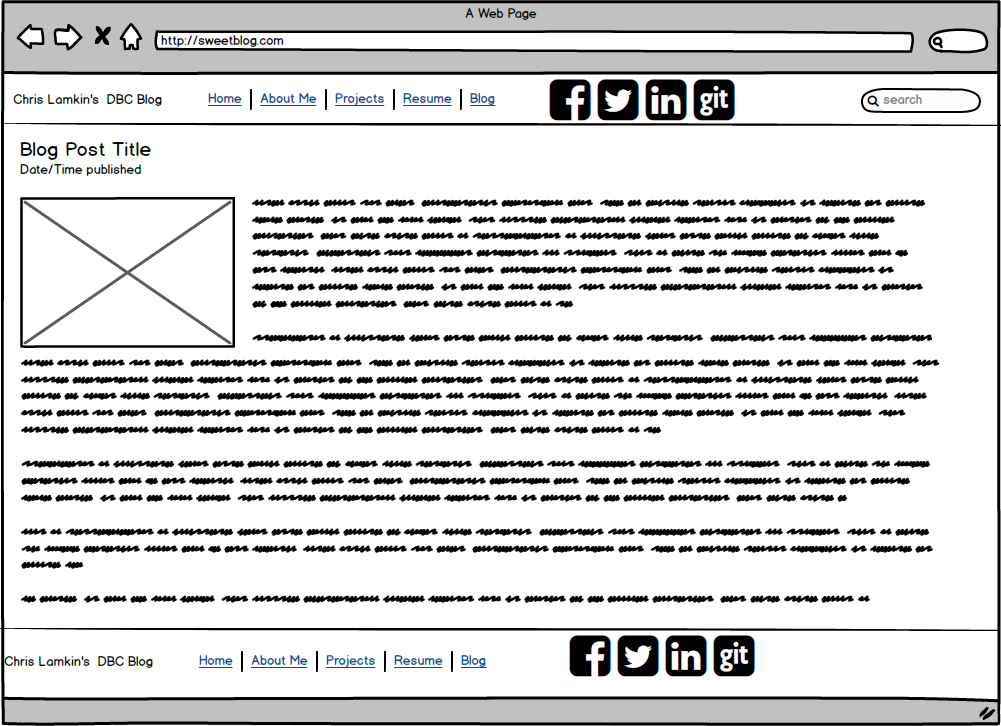 A Web Page
http://sweetblog.com
Chris Lamkin's DBC Blog Home About Me Projects Resume Blog f in git search
Blog Post Title
Date/Time published
Chris Lamkin's DBC Blog Home About Me Projects Resume Blog f in git